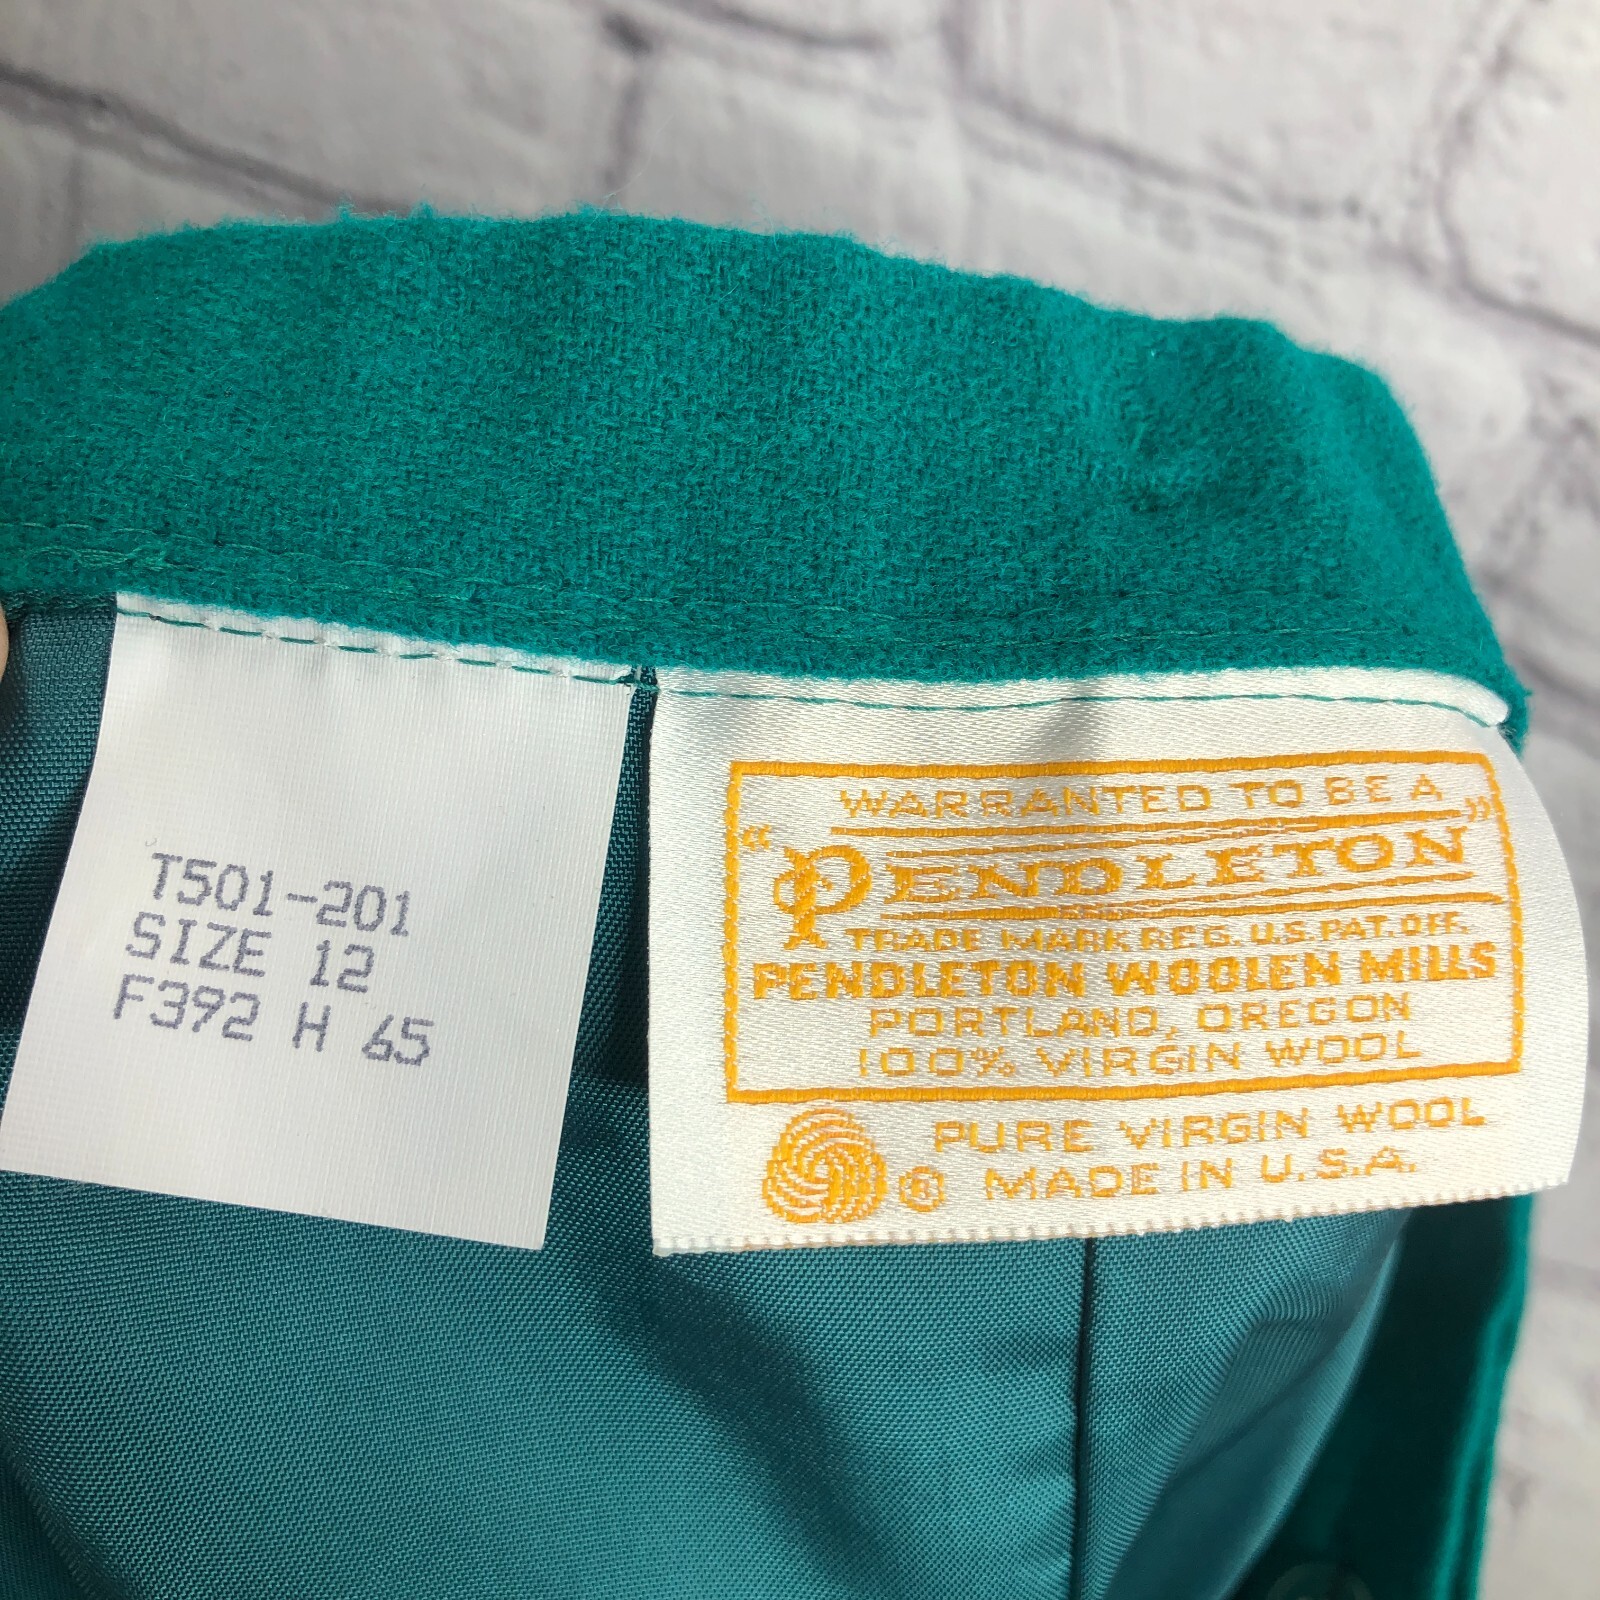 T501-201
SIZE 12
F392 H 65
WARRANTED TO BE A
"PENDLETON"
TRADE MARK REG. U.S. PAT. OFF.
PENDLETON WOOLEN MILLS
PORTLAND, OREGON
100% VIRGIN WOOL
PURE VIRGIN WOOL
® MADE IN U.S.A.